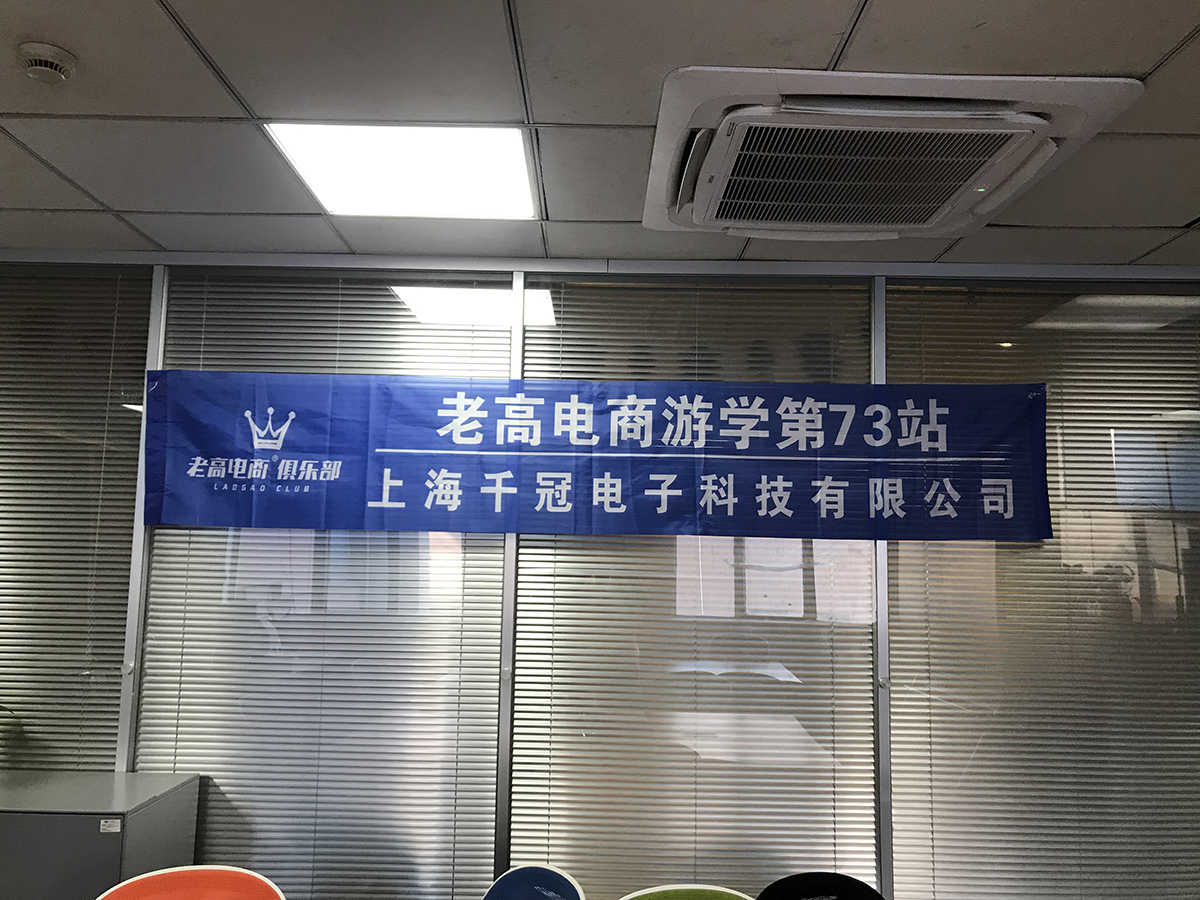 老高电商游学第73站
老高电商®俱乐部
LAOGAO CLUB
上海千冠电子科技有限公司